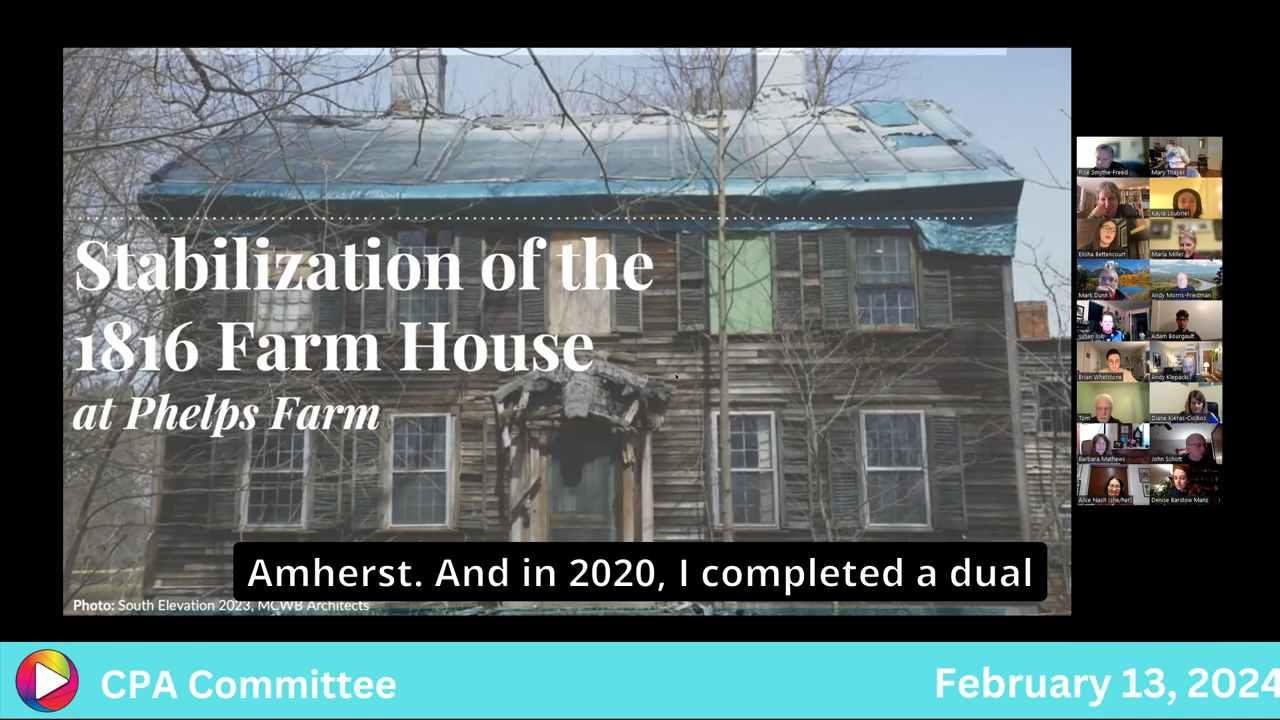 Stabilization of the
1816 Farm House
at Phelps Farm
Amherst. And in 2020, I completed a dual
Photo: South Elevation 2023, MCWB Architects
Mary Thayer
Kayla Loubriel
Elisha Bettencourt
Marla Miller
Mark Dunn
Andy Morris-Friedman
Adam Bourgault
Brian Whetstone
Andy Klepacki
Tom
Diane Kieras-Ciolkos
Barbara Mathews
John Schott
Alice Nash (she/her)
Denise Barstow Manz
CPA Committee
February 13, 2024